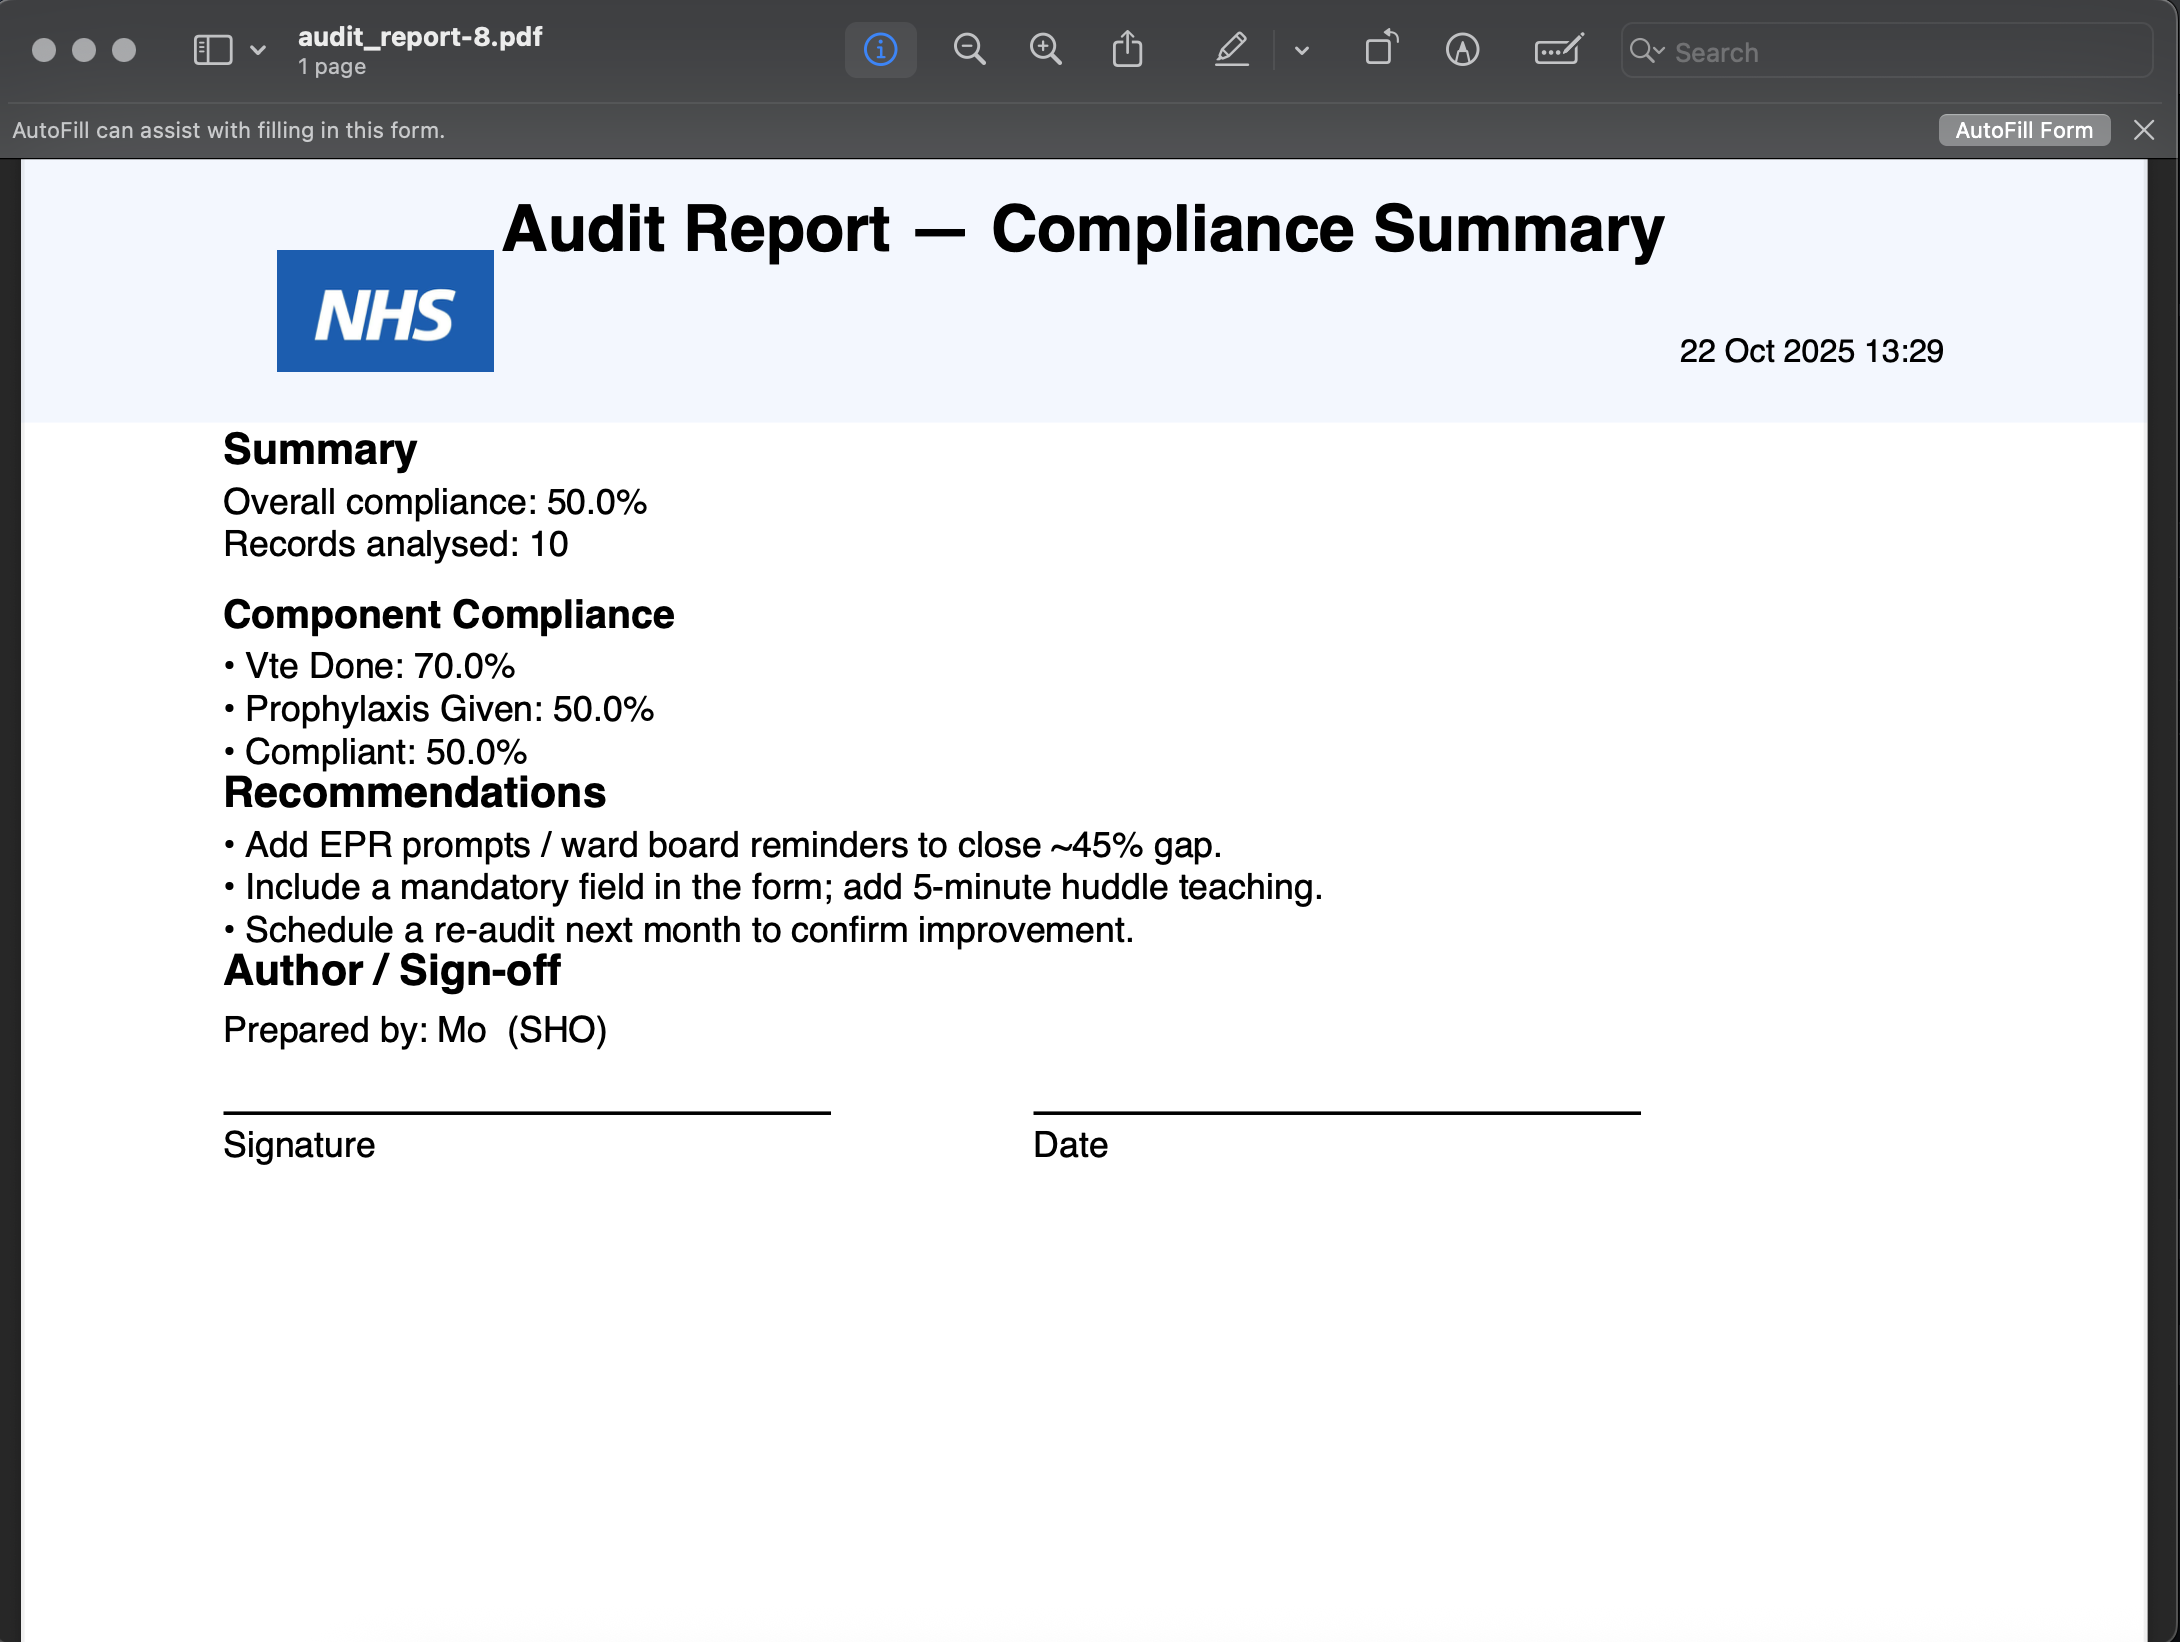 audit_report-8.pdf
1 page
Search
AutoFill can assist with filling in this form.
AutoFill Form
Audit Report — Compliance Summary
NHS
22 Oct 2025 13:29
Summary
Overall compliance: 50.0%
Records analysed: 10
Component Compliance
• Vte Done: 70.0%
• Prophylaxis Given: 50.0%
• Compliant: 50.0%
Recommendations
• Add EPR prompts / ward board reminders to close ~45% gap.
• Include a mandatory field in the form; add 5-minute huddle teaching.
• Schedule a re-audit next month to confirm improvement.
Author / Sign-off
Prepared by: Mo (SHO)
Signature
Date